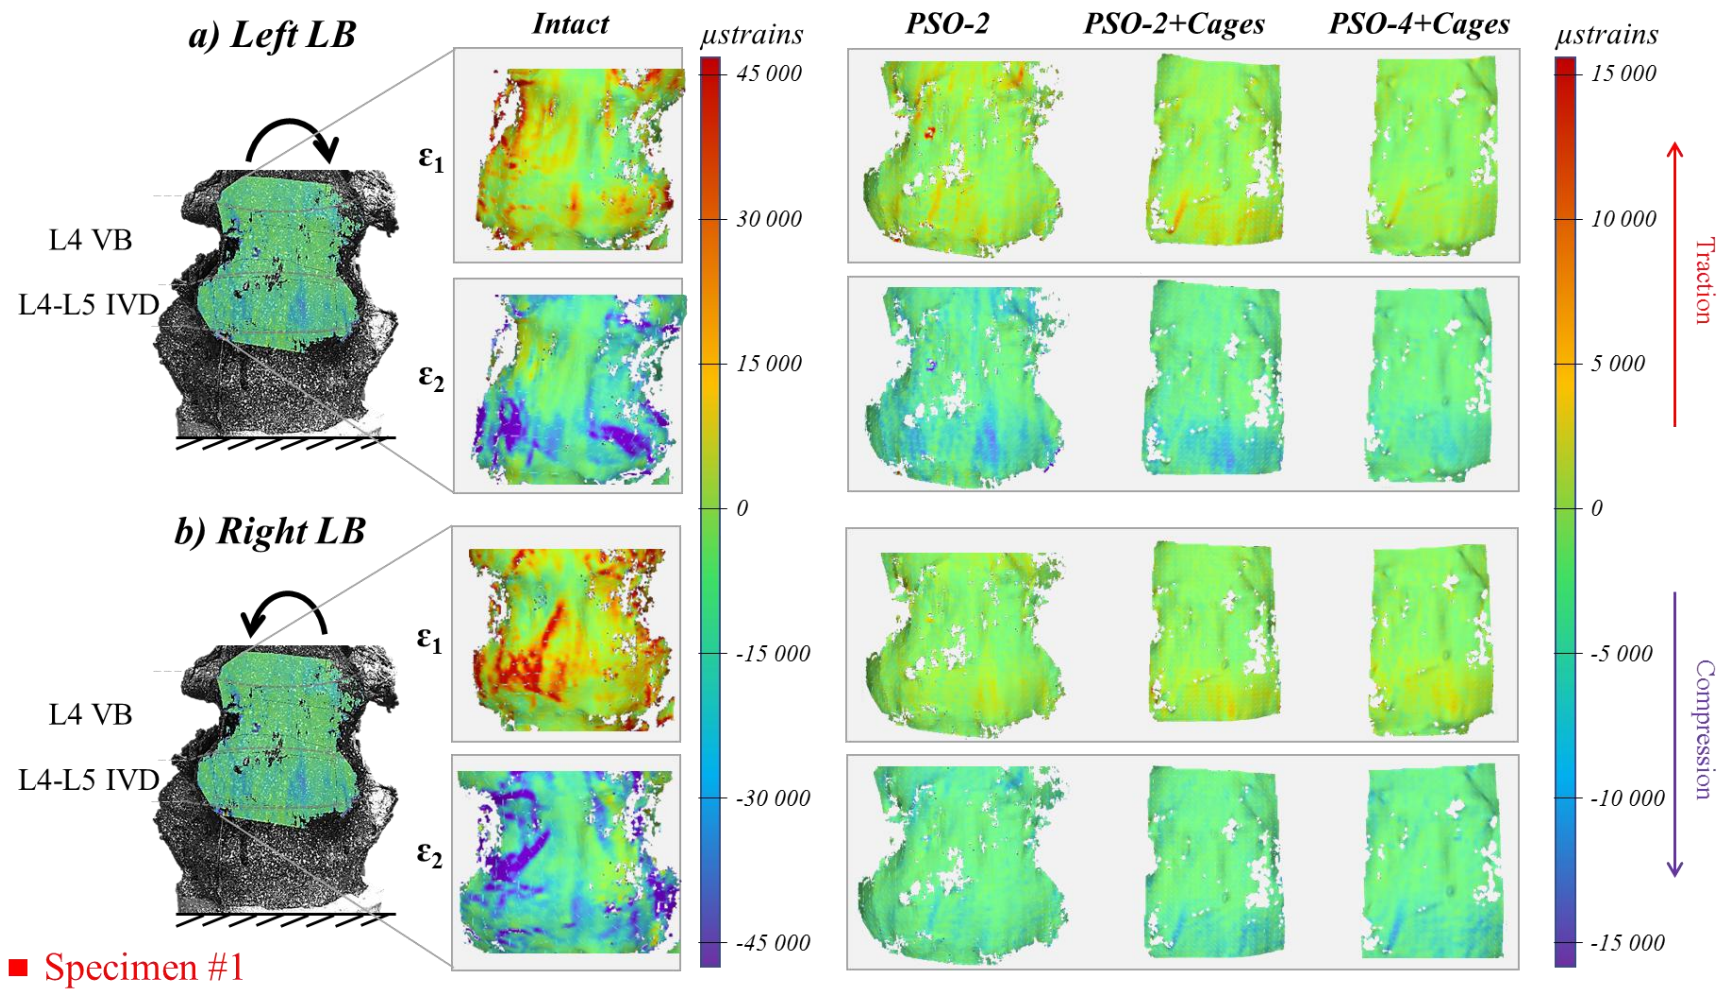 a) Left LB
Intact
μstrains
PSO-2
PSO-2+Cages
PSO-4+Cages
μstrains
45 000
30 000
15 000
0
-15 000
-30 000
-45 000
15 000
10 000
5 000
0
-5 000
-10 000
-15 000
Traction
Compression
L4 VB
L4-L5 IVD
ε1
ε2
b) Right LB
L4 VB
L4-L5 IVD
ε1
ε2
Specimen #1